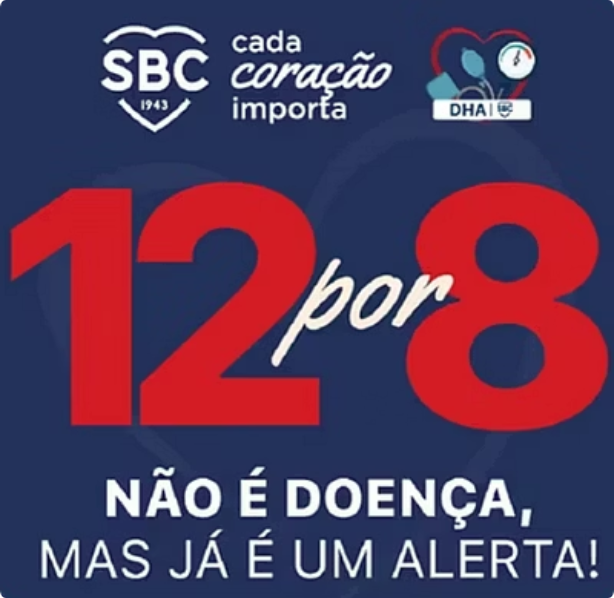 SBC
1943
cada
coração
importa
DHA SBC
12 por 8
NÃO É DOENÇA,
MAS JÁ É UM ALERTA!